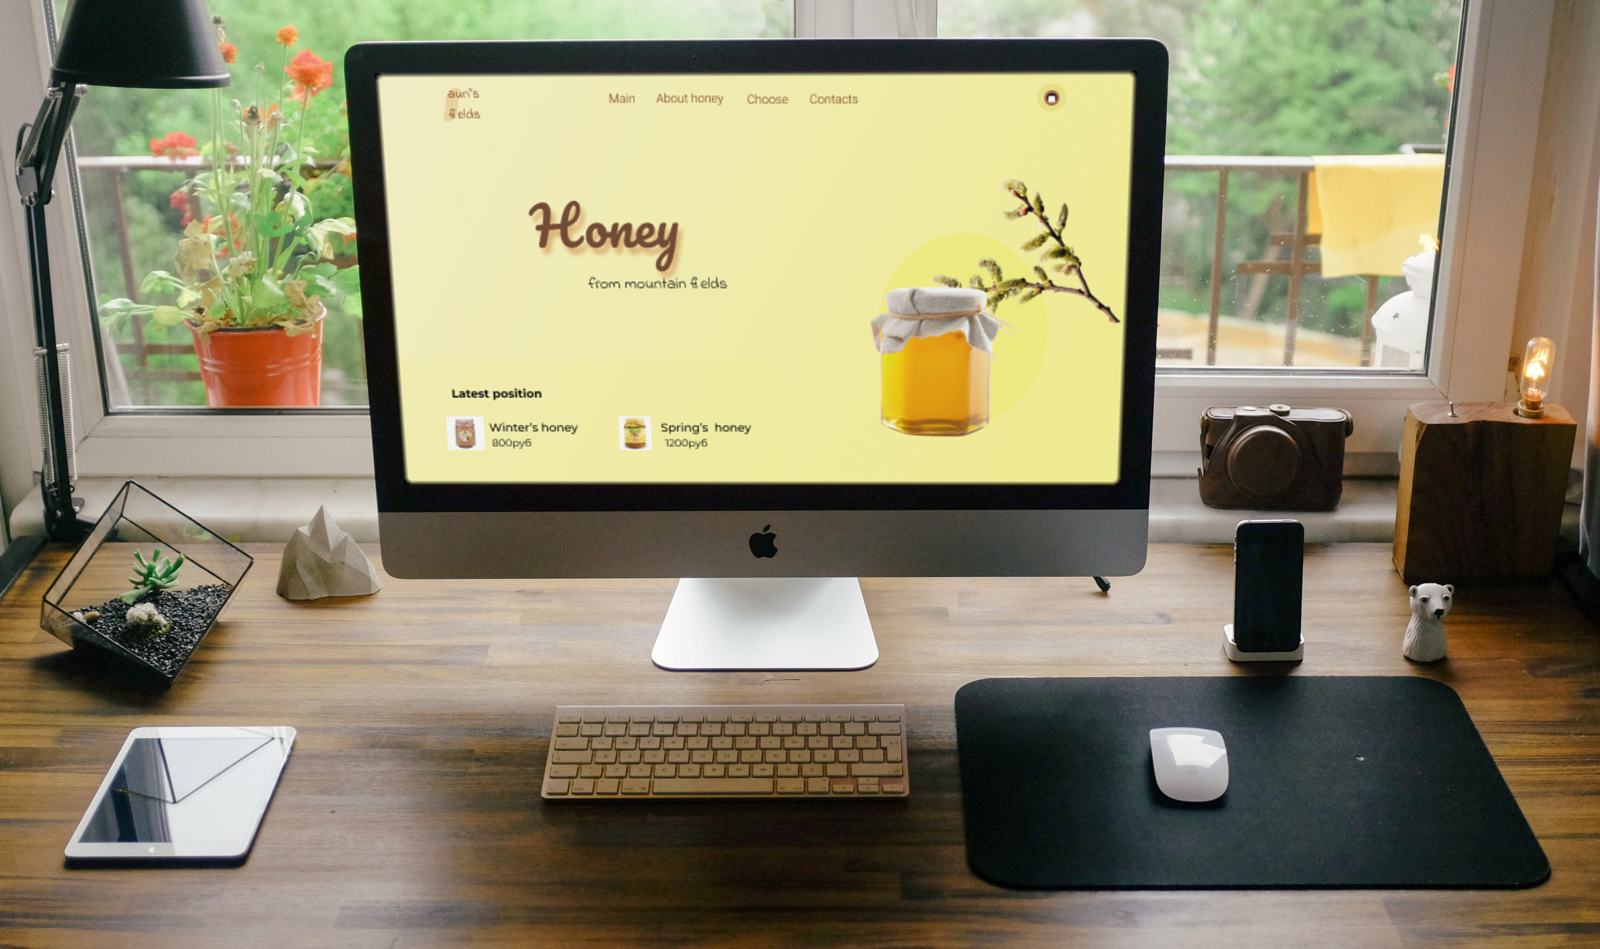 aun's
fields
Main About honey Choose Contacts
Honey
from mountain fields
Latest position
Winter's honey
800руб
Spring's honey
1200руб